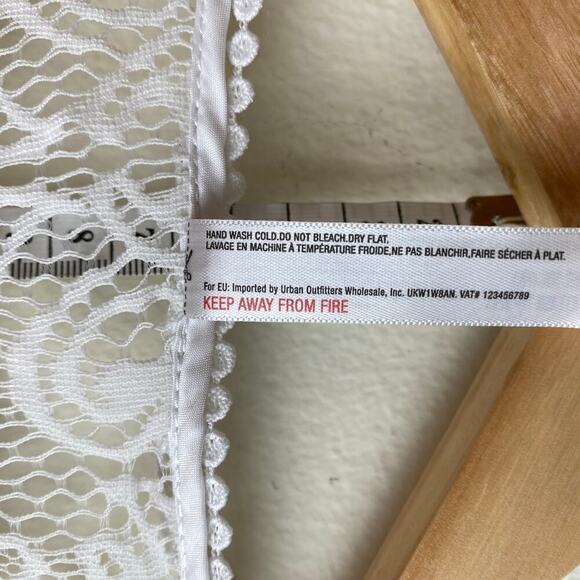 HAND WASH COLD.DO NOT BLEACH.DRY FLAT.
LAVAGE EN MACHINE À TEMPÉRATURE FROIDE,NE PAS BLANCHIR,FAIRE SÉCHER À PLAT.
For EU: Imported by Urban Outfitters Wholesale, Inc. UKW1W8AN. VAT# 123456789
KEEP AWAY FROM FIRE
8